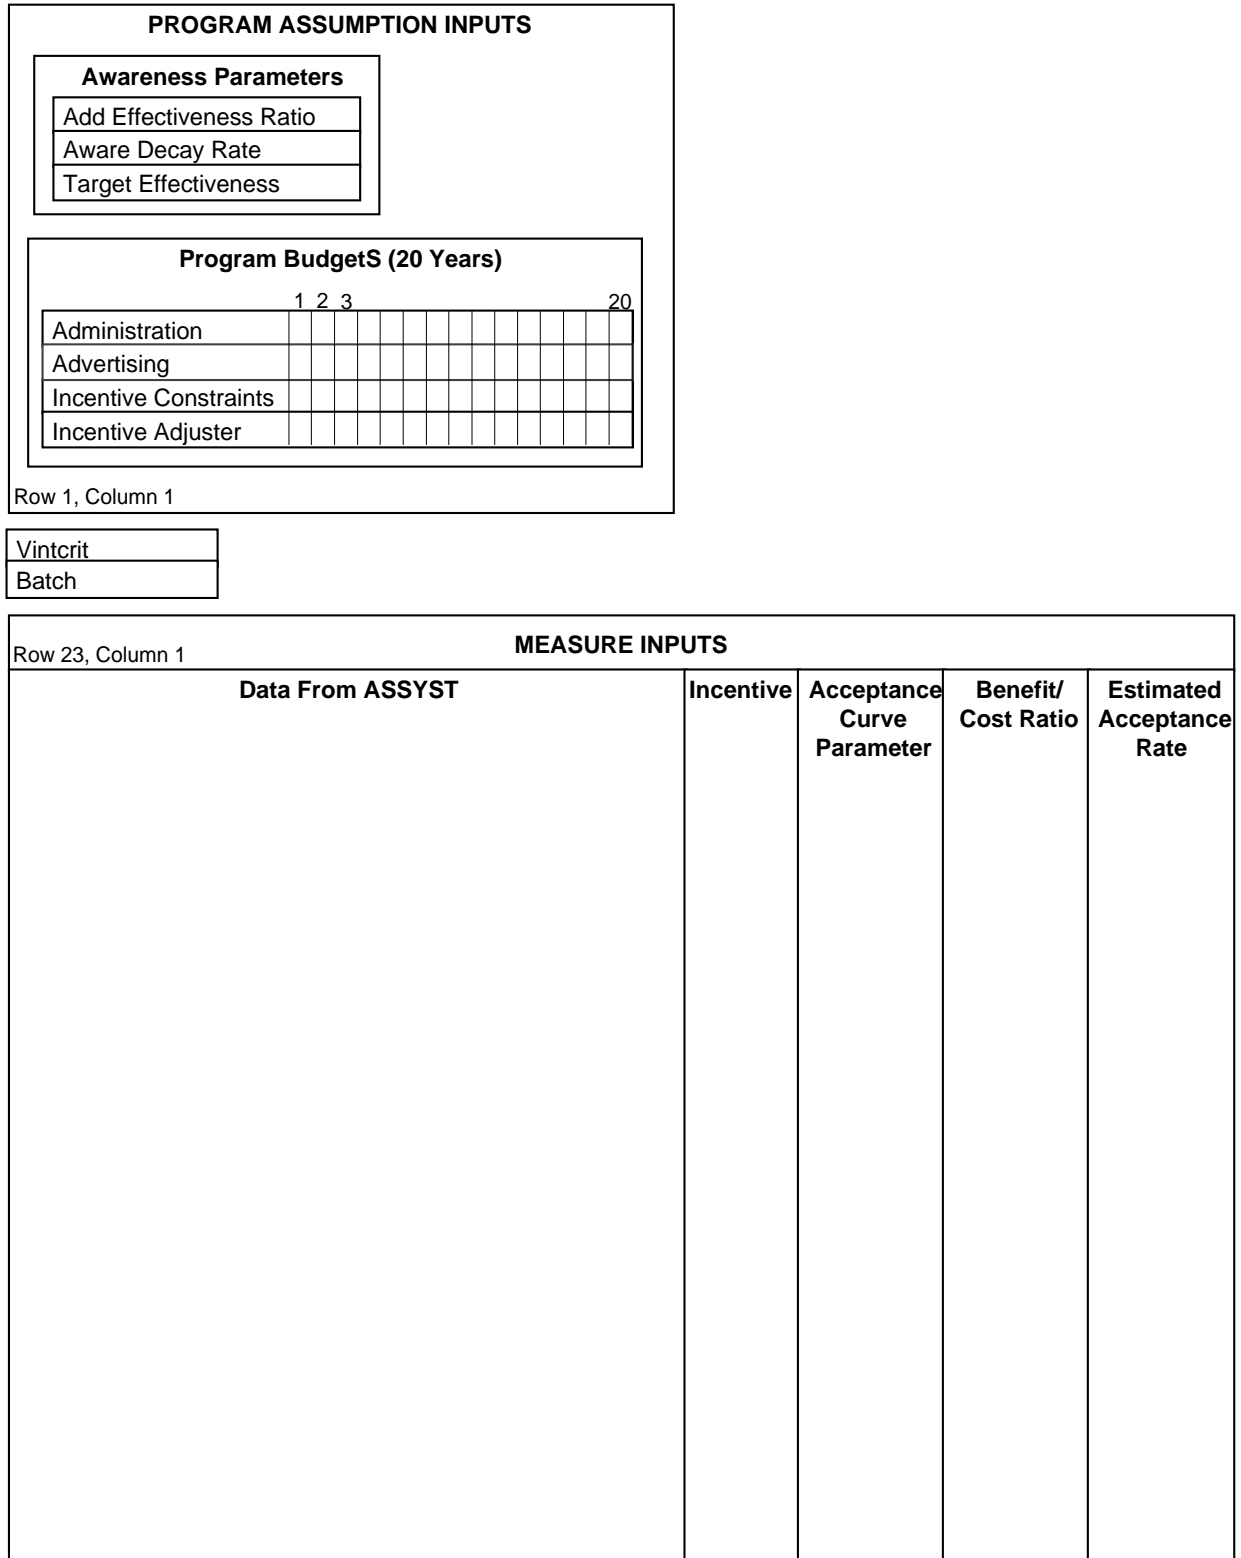 PROGRAM ASSUMPTION INPUTS
Awareness Parameters
Add Effectiveness Ratio
Aware Decay Rate
Target Effectiveness
Program BudgetS (20 Years)
1 2 3 20
Administration
Advertising
Incentive Constraints
Incentive Adjuster
Row 1, Column 1
Vintcrit
Batch
MEASURE INPUTS
Row 23, Column 1
Data From ASSYST
Incentive
Acceptance
Curve
Parameter
Benefit/
Cost Ratio
Estimated
Acceptance
Rate